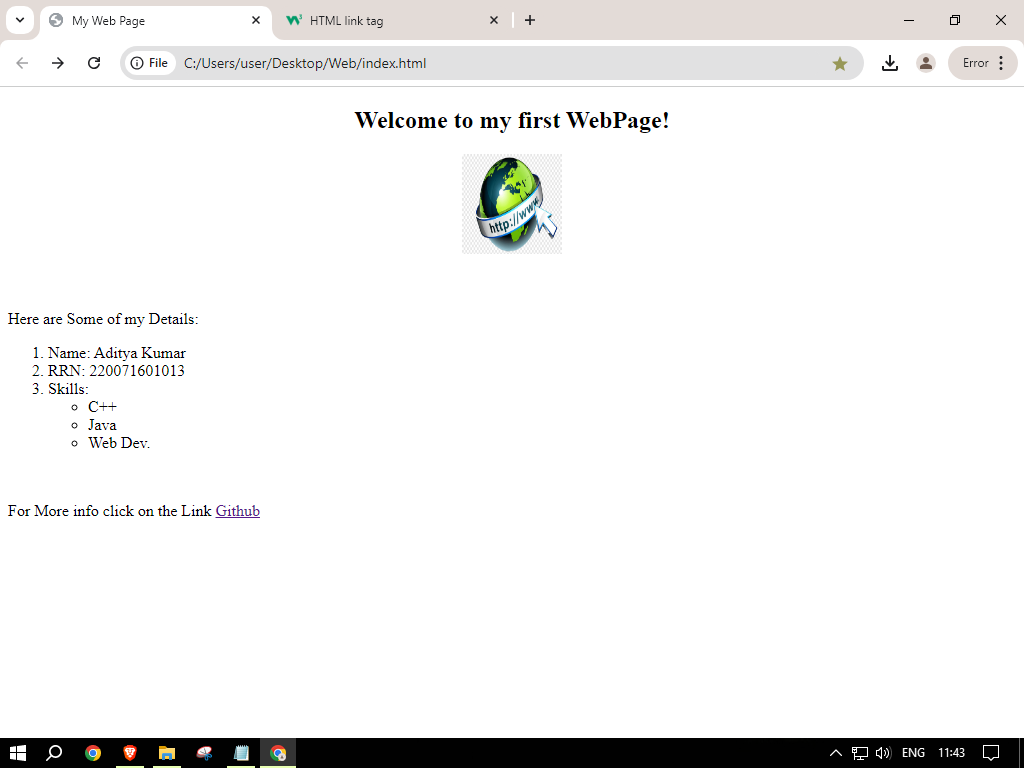 My Web Page
HTML link tag
File
C:/Users/user/Desktop/Web/index.html
Error
Welcome to my first WebPage!
http://www.
Here are Some of my Details:
1. Name: Aditya Kumar
2. RRN: 220071601013
3. Skills:
C++
Java
Web Dev.
For More info click on the Link Github
ENG
11:43